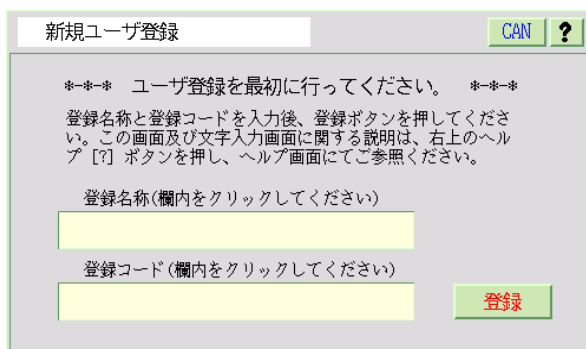 新規ユーザ登録
CAN
?
*-*-* ユーザ登録を最初に行ってください。 *-*-*
登録名称と登録コードを入力後、登録ボタンを押してくださ
い。この画面及び文字入力画面に関する説明は、右上のヘル
プ [?] ボタンを押し、ヘルプ画面にてご参照ください。
登録名称(欄内をクリックしてください)
登録コード(欄内をクリックしてください)
登録